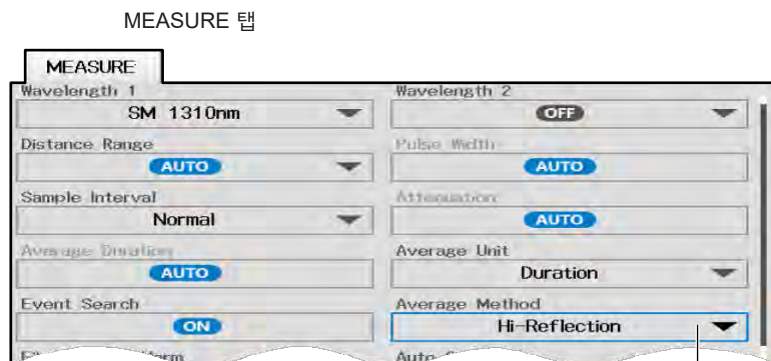 MEASURE 탭
MEASURE
Wavelength 1 Wavelength 2
SM 1310nm OFF
Distance Range Pulse Width
AUTO AUTO
Sample Interval Attenuation
Normal AUTO
Average Duration Average Unit
AUTO Duration
Event Search Average Method
ON Hi-Reflection
Auto